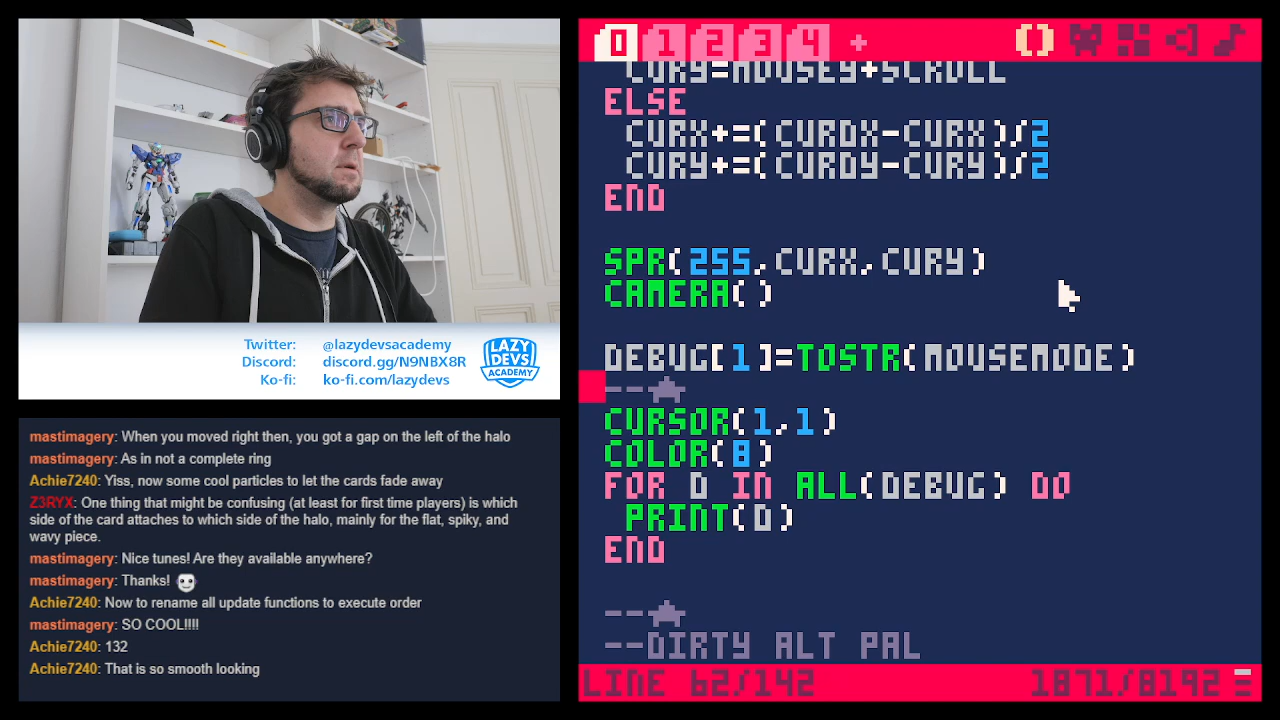 0 1 2 3 4 +
CURY=MOUSEY+SCROLL
ELSE
CURX+=(CURDX-CURX)/2
CURY+=(CURDY-CURY)/2
END
SPR(255,CURX,CURY)
CAMERA()
DEBUG[1]=TOSTR(MOUSEMODE)
--
CURSOR(1,1)
COLOR(8)
FOR D IN ALL(DEBUG) DO
PRINT(D)
END
--
--DIRTY ALT PAL
LINE 62/142
1871/8192
Twitter: @lazydevsacademy
Discord: discord.gg/N9NBX8R
Ko-fi: ko-fi.com/lazydevs
LAZY
DEVS
ACADEMY
mastimagery: When you moved right then, you got a gap on the left of the halo
mastimagery: As in not a complete ring
Achie7240: Yiss, now some cool particles to let the cards fade away
Z3RYX: One thing that might be confusing (at least for first time players) is which
side of the card attaches to which side of the halo, mainly for the flat, spiky, and
wavy piece.
mastimagery: Nice tunes! Are they available anywhere?
mastimagery: Thanks!
Achie7240: Now to rename all update functions to execute order
mastimagery: SO COOL!!!!
Achie7240: 132
Achie7240: That is so smooth looking